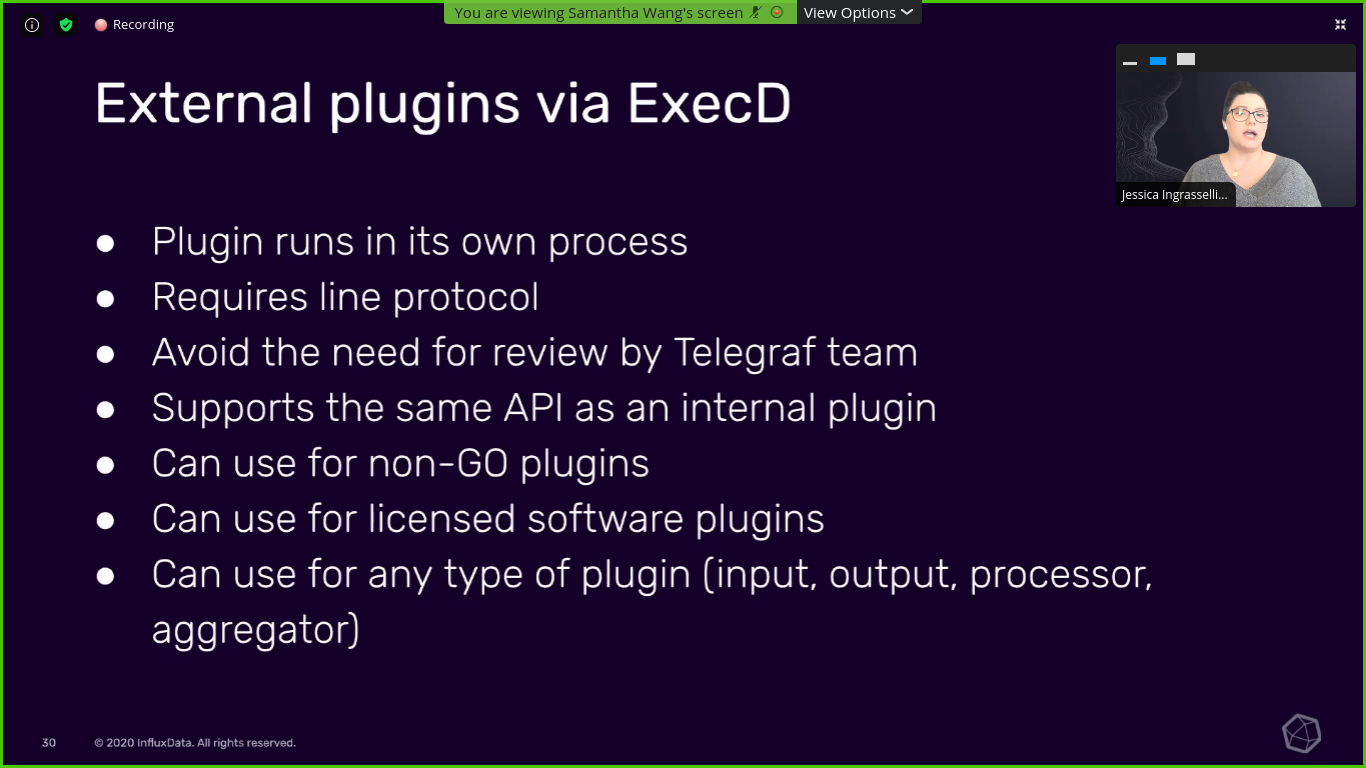 You are viewing Samantha Wang's screen
View Options
Recording
External plugins via ExecD
Jessica Ingrasselli...
● Plugin runs in its own process
● Requires line protocol
● Avoid the need for review by Telegraf team
● Supports the same API as an internal plugin
● Can use for non-GO plugins
● Can use for licensed software plugins
● Can use for any type of plugin (input, output, processor,
aggregator)
30
© 2020 InfluxData. All rights reserved.